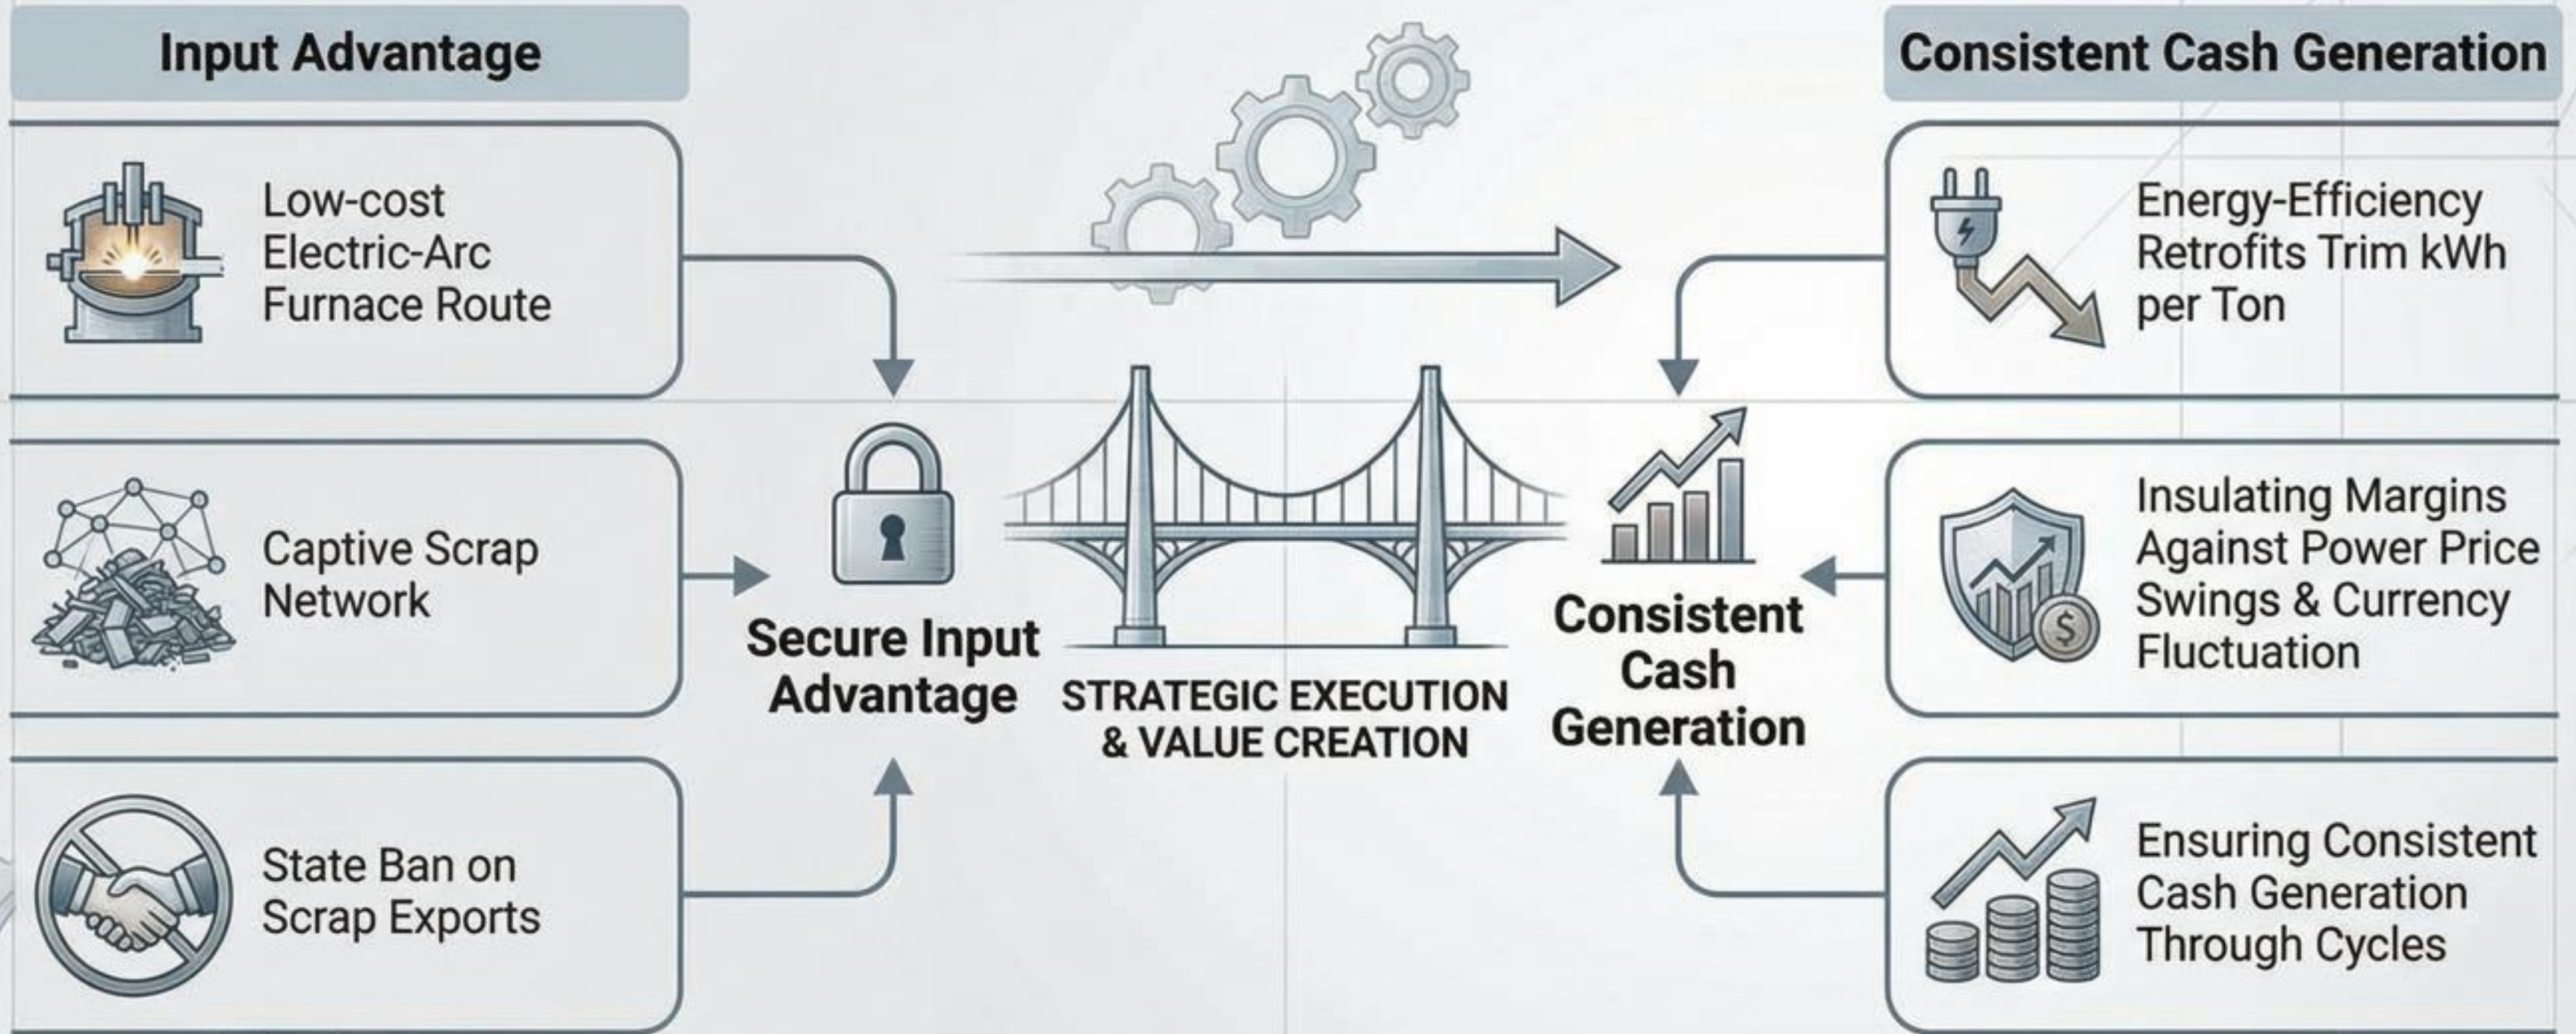 Input Advantage
Low-cost
Electric-Arc
Furnace Route
Captive Scrap
Network
State Ban on
Scrap Exports
Secure Input
Advantage
STRATEGIC EXECUTION
& VALUE CREATION
Consistent
Cash
Generation
Consistent Cash Generation
Energy-Efficiency
Retrofits Trim kWh
per Ton
Insulating Margins
Against Power Price
Swings & Currency
Fluctuation
$
Ensuring Consistent
Cash Generation
Through Cycles